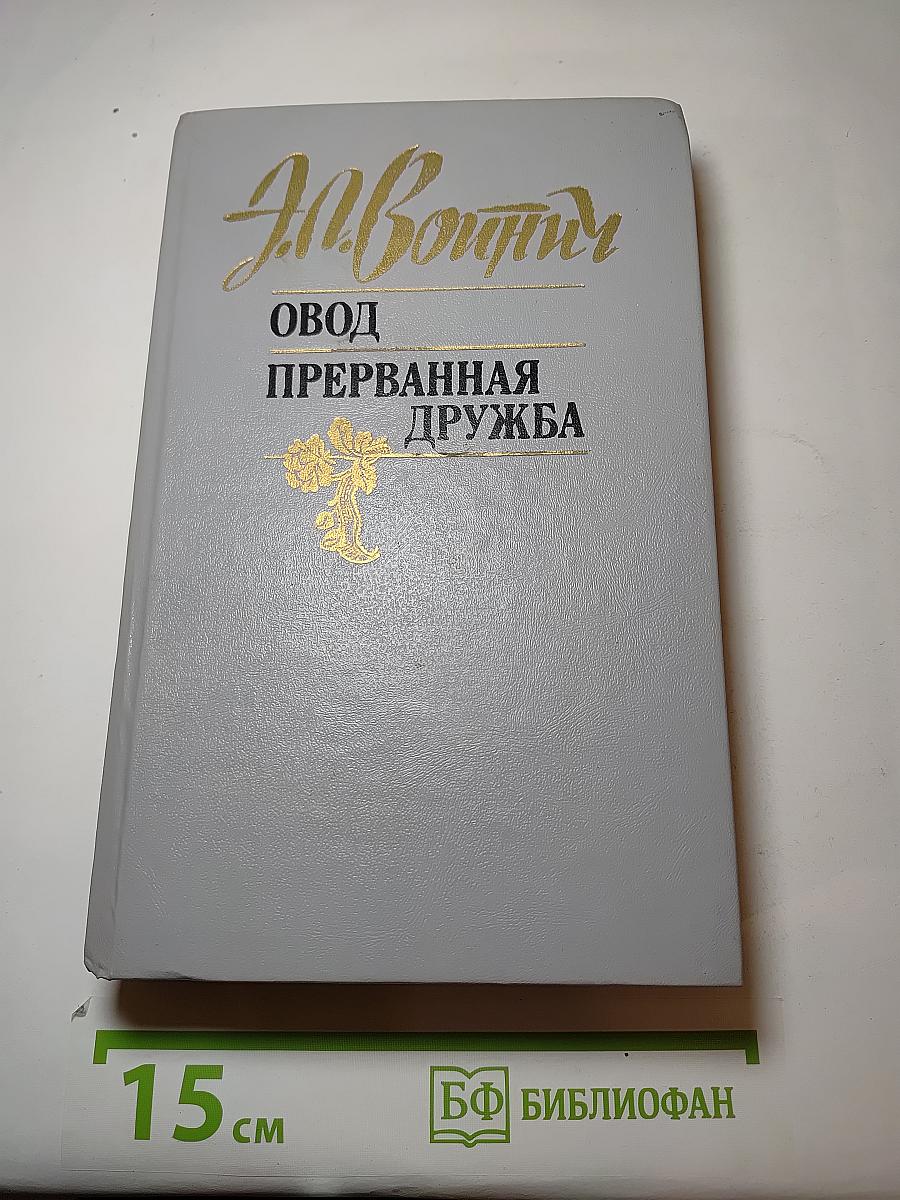 Э.Л. Войнич
ОВОД
ПРЕРВАННАЯ
ДРУЖБА
15 см
БФ БИБЛИОФАН